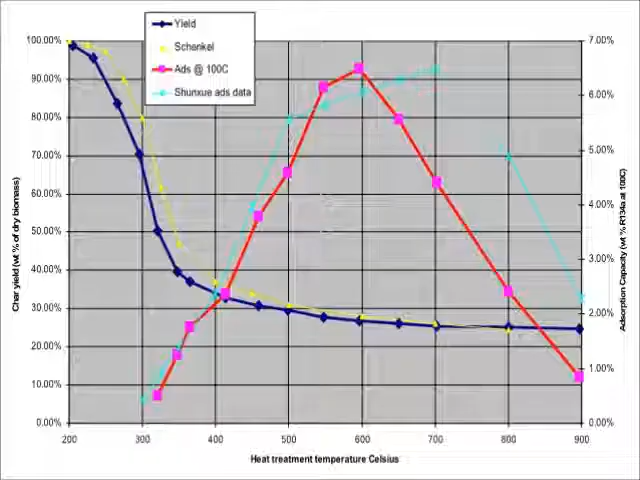 Yield
Schenkel
Ads @ 100C
Shunxue ads data
100.00%
90.00%
80.00%
70.00%
60.00%
50.00%
40.00%
30.00%
20.00%
10.00%
0.00%
7.00%
6.00%
5.00%
4.00%
3.00%
2.00%
1.00%
0.00%
Char yield (wt % of dry biomass)
Adsorption Capacity (wt % R134a at 100C)
200 300 400 500 600 700 800 900
Heat treatment temperature Celsius